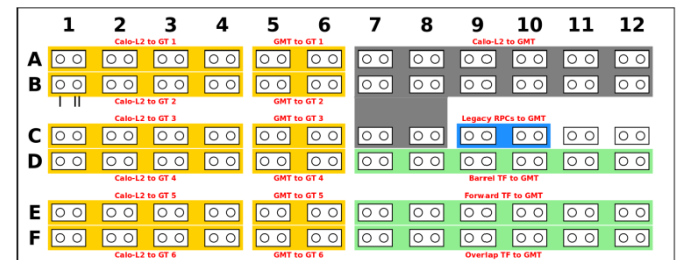 1 2 3 4 5 6 7 8 9 10 11 12
Calo-L2 to GT 1 GMT to GT 1 Calo-L2 to GMT
A
B
I II Calo-L2 to GT 2 GMT to GT 2
Calo-L2 to GT 3 GMT to GT 3 Legacy RPCs to GMT
C
D
Calo-L2 to GT 4 GMT to GT 4 Barrel TF to GMT
Calo-L2 to GT 5 GMT to GT 5 Forward TF to GMT
E
F
Calo-L2 to GT 6 GMT to GT 6 Overlap TF to GMT